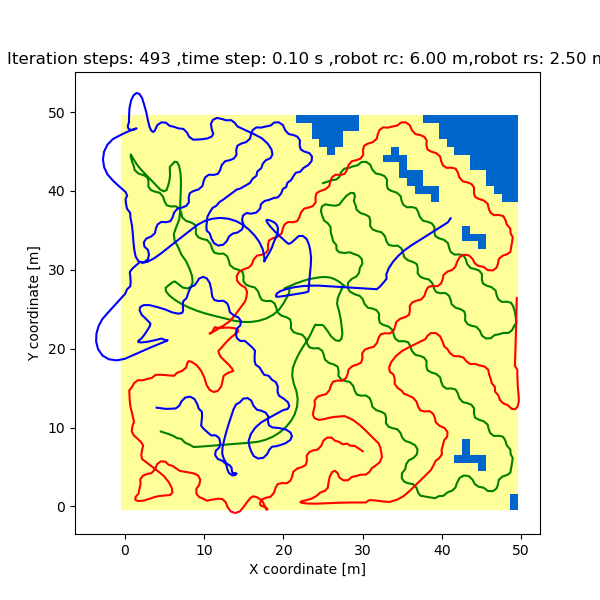 Iteration steps: 493 ,time step: 0.10 s ,robot rc: 6.00 m,robot rs: 2.50 m
50
40
30
20
10
0
Y coordinate [m]
0 10 20 30 40 50
X coordinate [m]